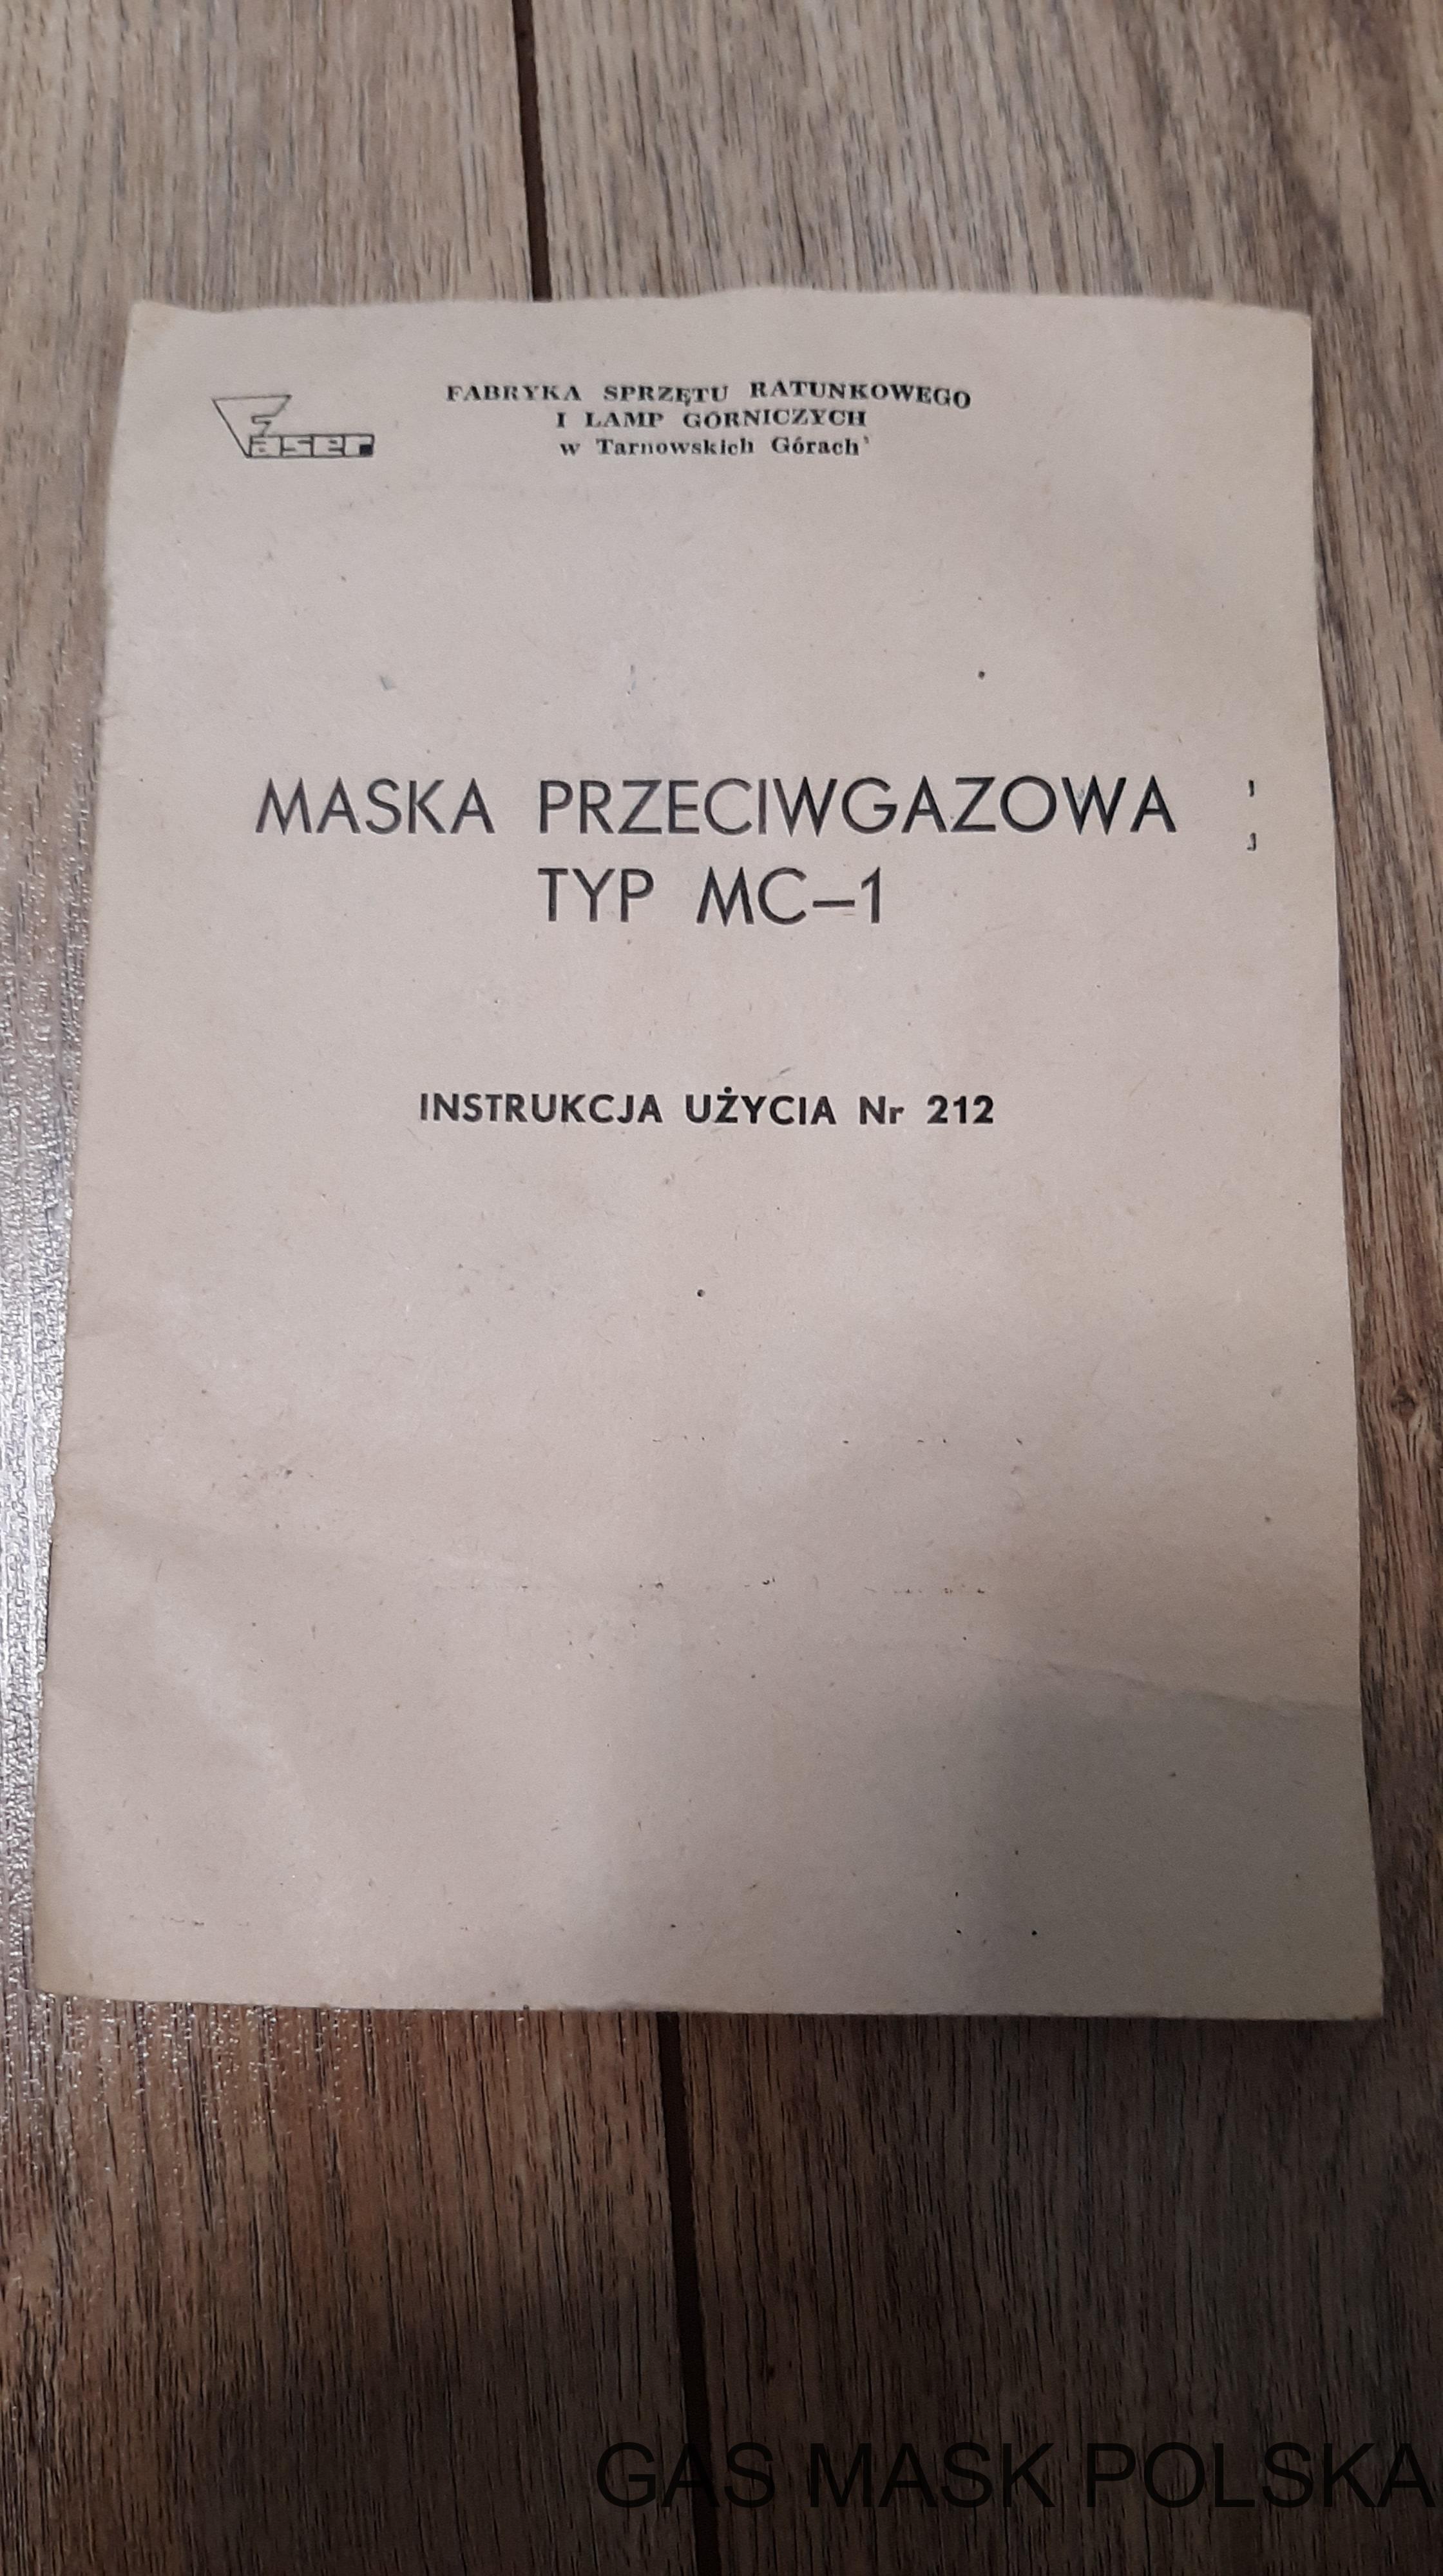 Faser
FABRYKA SPRZĘTU RATUNKOWEGO
I LAMP GÓRNICZYCH
w Tarnowskich Górach
MASKA PRZECIWGAZOWA
TYP MC-1
INSTRUKCJA UŻYCIA Nr 212
GAS MASK POLSKA